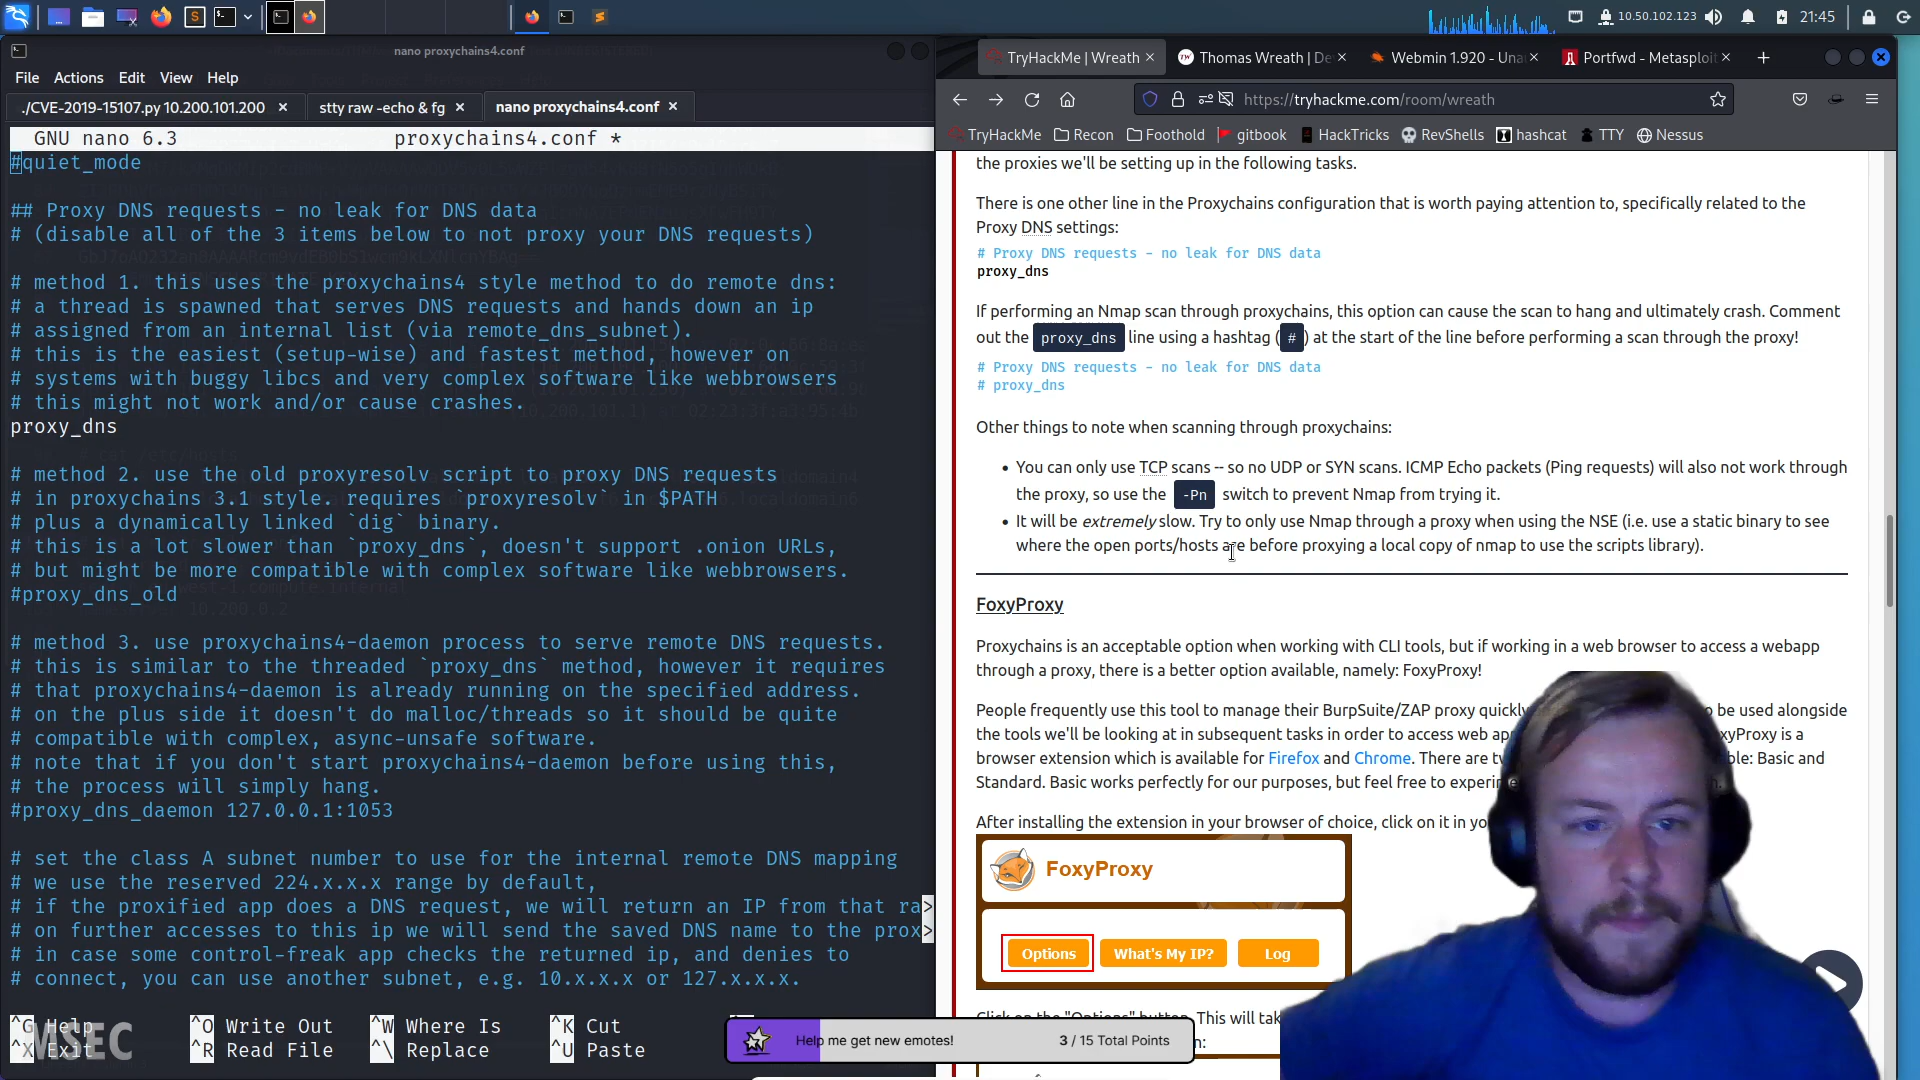 10.50.102.123
21:45
nano proxychains4.conf
File Actions Edit View Help
./CVE-2019-15107.py 10.200.101.200
stty raw -echo & fg
nano proxychains4.conf
GNU nano 6.3 proxychains4.conf *
#quiet_mode
## Proxy DNS requests - no leak for DNS data
# (disable all of the 3 items below to not proxy your DNS requests)
# method 1. this uses the proxychains4 style method to do remote dns:
# a thread is spawned that serves DNS requests and hands down an ip
# assigned from an internal list (via remote_dns_subnet).
# this is the easiest (setup-wise) and fastest method, however on
# systems with buggy libcs and very complex software like webbrowsers
# this might not work and/or cause crashes.
proxy_dns
# method 2. use the old proxyresolv script to proxy DNS requests
# in proxychains 3.1 style. requires `proxyresolv` in $PATH
# plus a dynamically linked `dig` binary.
# this is a lot slower than `proxy_dns`, doesn't support .onion URLs,
# but might be more compatible with complex software like webbrowsers.
#proxy_dns_old
# method 3. use proxychains4-daemon process to serve remote DNS requests.
# this is similar to the threaded `proxy_dns` method, however it requires
# that proxychains4-daemon is already running on the specified address.
# on the plus side it doesn't do malloc/threads so it should be quite
# compatible with complex, async-unsafe software.
# note that if you don't start proxychains4-daemon before using this,
# the process will simply hang.
#proxy_dns_daemon 127.0.0.1:1053
# set the class A subnet number to use for the internal remote DNS mapping
# we use the reserved 224.x.x.x range by default,
# if the proxified app does a DNS request, we will return an IP from that ra>
# on further accesses to this ip we will send the saved DNS name to the prox>
# in case some control-freak app checks the returned ip, and denies to
# connect, you can use another subnet, e.g. 10.x.x.x or 127.x.x.x.
^G Help ^O Write Out ^W Where Is ^K Cut
^X Exit ^R Read File ^\ Replace ^U Paste
MSEC
Help me get new emotes! 3 / 15 Total Points
TryHackMe | Wreath
Thomas Wreath | De
Webmin 1.920 - Una
Portfwd - Metasploit
https://tryhackme.com/room/wreath
TryHackMe Recon Foothold gitbook HackTricks RevShells hashcat TTY Nessus
the proxies we'll be setting up in the following tasks.
There is one other line in the Proxychains configuration that is worth paying attention to, specifically related to the
Proxy DNS settings:
# Proxy DNS requests - no leak for DNS data
proxy_dns
If performing an Nmap scan through proxychains, this option can cause the scan to hang and ultimately crash. Comment
out the proxy_dns line using a hashtag ( # ) at the start of the line before performing a scan through the proxy!
# Proxy DNS requests - no leak for DNS data
# proxy_dns
Other things to note when scanning through proxychains:
• You can only use TCP scans -- so no UDP or SYN scans. ICMP Echo packets (Ping requests) will also not work through
the proxy, so use the -Pn switch to prevent Nmap from trying it.
• It will be extremely slow. Try to only use Nmap through a proxy when using the NSE (i.e. use a static binary to see
where the open ports/hosts are before proxying a local copy of nmap to use the scripts library).
FoxyProxy
Proxychains is an acceptable option when working with CLI tools, but if working in a web browser to access a webapp
through a proxy, there is a better option available, namely: FoxyProxy!
People frequently use this tool to manage their BurpSuite/ZAP proxy quickly o be used alongside
the tools we'll be looking at in subsequent tasks in order to access web ap xyProxy is a
browser extension which is available for Firefox and Chrome. There are tw ble: Basic and
Standard. Basic works perfectly for our purposes, but feel free to experim
After installing the extension in your browser of choice, click on it in yo
FoxyProxy
Options What's My IP? Log
Click on the "Options" button. This will tak
n: